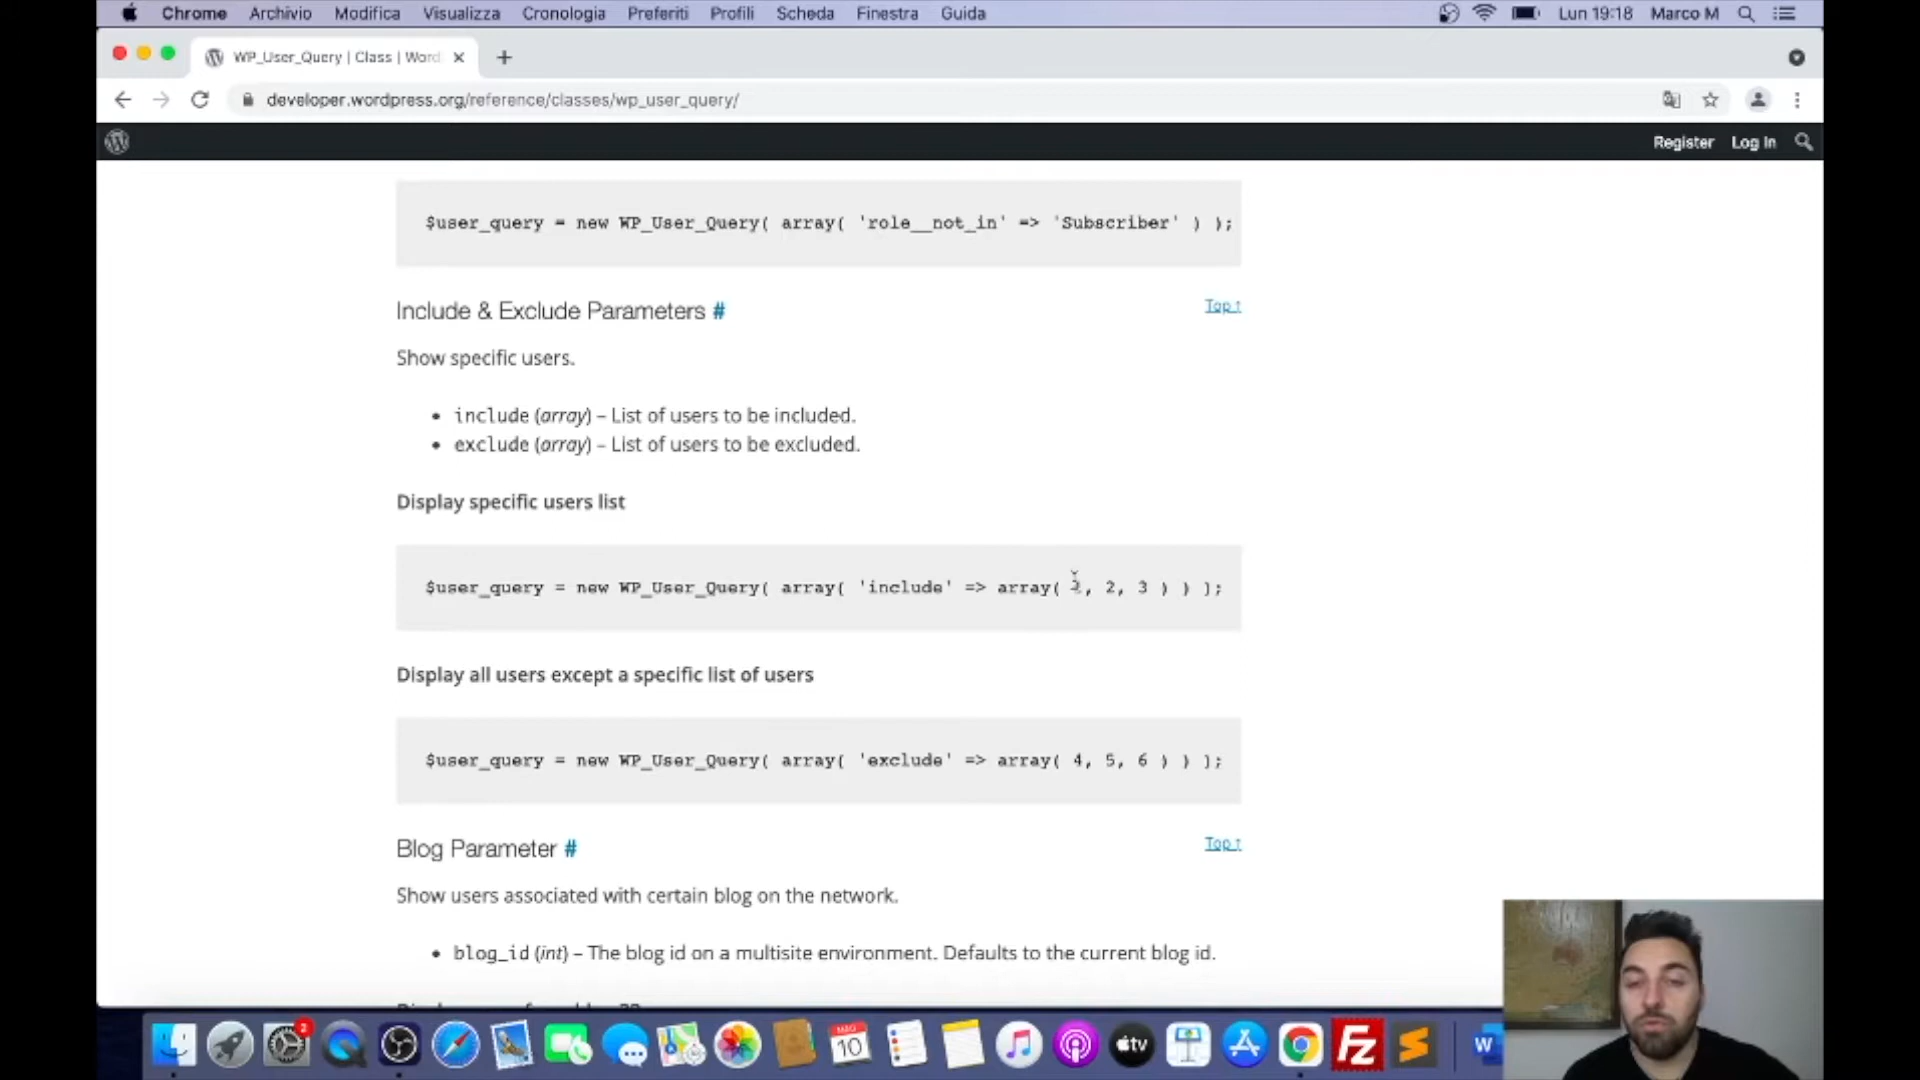 Chrome Archivio Modifica Visualizza Cronologia Preferiti Profili Scheda Finestra Guida Lun 19:18 Marco M
WP_User_Query | Class | Word
developer.wordpress.org/reference/classes/wp_user_query/
Register Log In
$user_query = new WP_User_Query( array( 'role__not_in' => 'Subscriber' ) );
Include & Exclude Parameters #
Top ↑
Show specific users.
• include (array) – List of users to be included.
• exclude (array) – List of users to be excluded.
Display specific users list
$user_query = new WP_User_Query( array( 'include' => array( 1, 2, 3 ) ) );
Display all users except a specific list of users
$user_query = new WP_User_Query( array( 'exclude' => array( 4, 5, 6 ) ) );
Blog Parameter #
Top ↑
Show users associated with certain blog on the network.
• blog_id (int) – The blog id on a multisite environment. Defaults to the current blog id.
2
MAG
10
tv
Fz
W